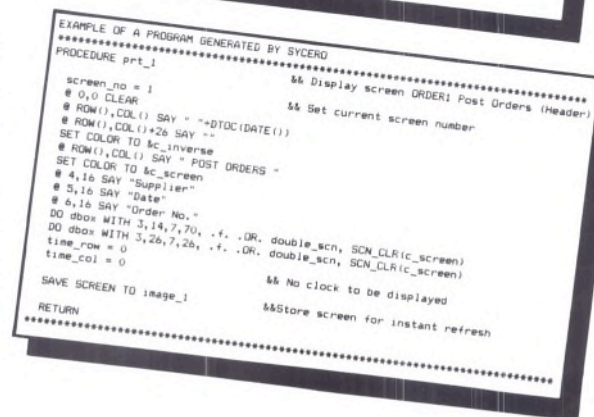 EXAMPLE OF A PROGRAM GENERATED BY SYCERO
********************************************************************************
PROCEDURE prt_1 && Display screen ORDER1 Post Orders (Header)
screen_no = 1 && Set current screen number
@ 0,0 CLEAR
@ ROW(),COL() SAY " "+DTOC(DATE())
@ ROW(),COL()+26 SAY ""
SET COLOR TO &c_inverse
@ ROW(),COL() SAY " POST ORDERS "
SET COLOR TO &c_screen
@ 4,16 SAY "Supplier"
@ 5,16 SAY "Date"
@ 6,16 SAY "Order No."
DO dbox WITH 3,14,7,70, .f. .OR. double_scn, SCN_CLR(c_screen)
DO dbox WITH 3,26,7,26, .f. .OR. double_scn, SCN_CLR(c_screen)
time_row = 0 && No clock to be displayed
time_col = 0
SAVE SCREEN TO image_1 &&Store screen for instant refresh
RETURN
********************************************************************************